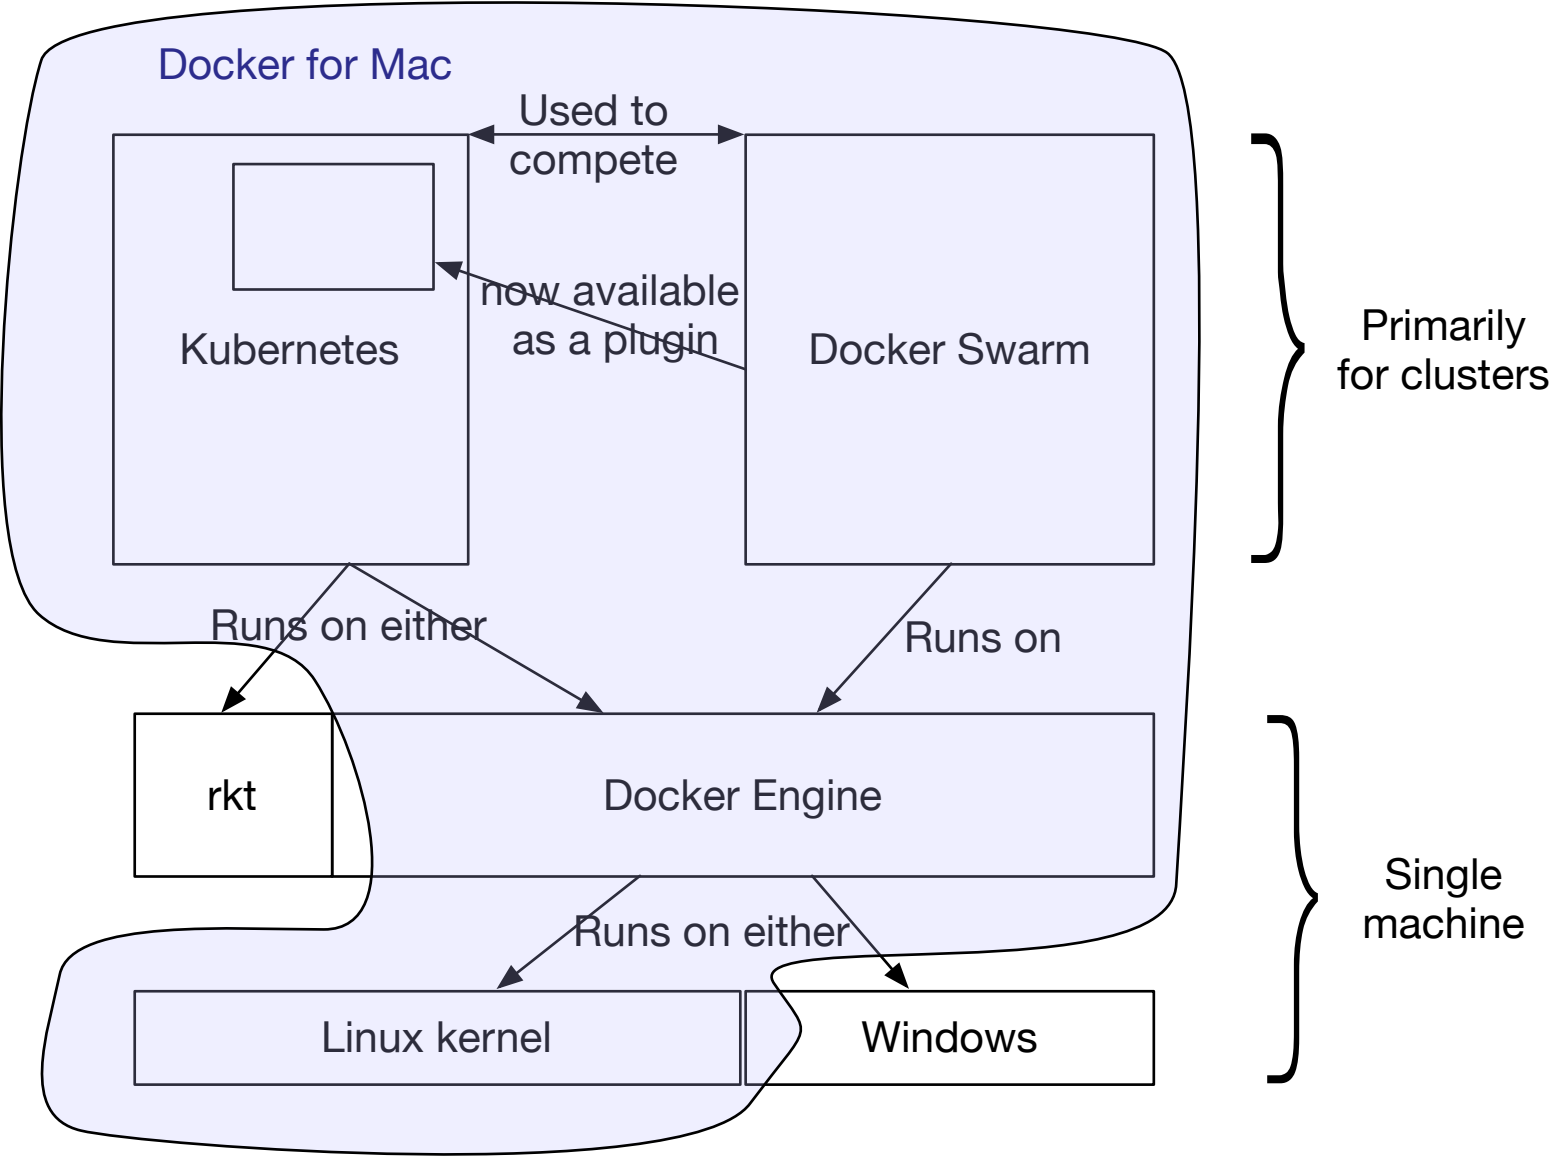 Docker for Mac
Used to
compete
now available
as a plugin
Kubernetes
Docker Swarm
Primarily
for clusters
Runs on either
Runs on
rkt
Docker Engine
Single
machine
Runs on either
Linux kernel
Windows